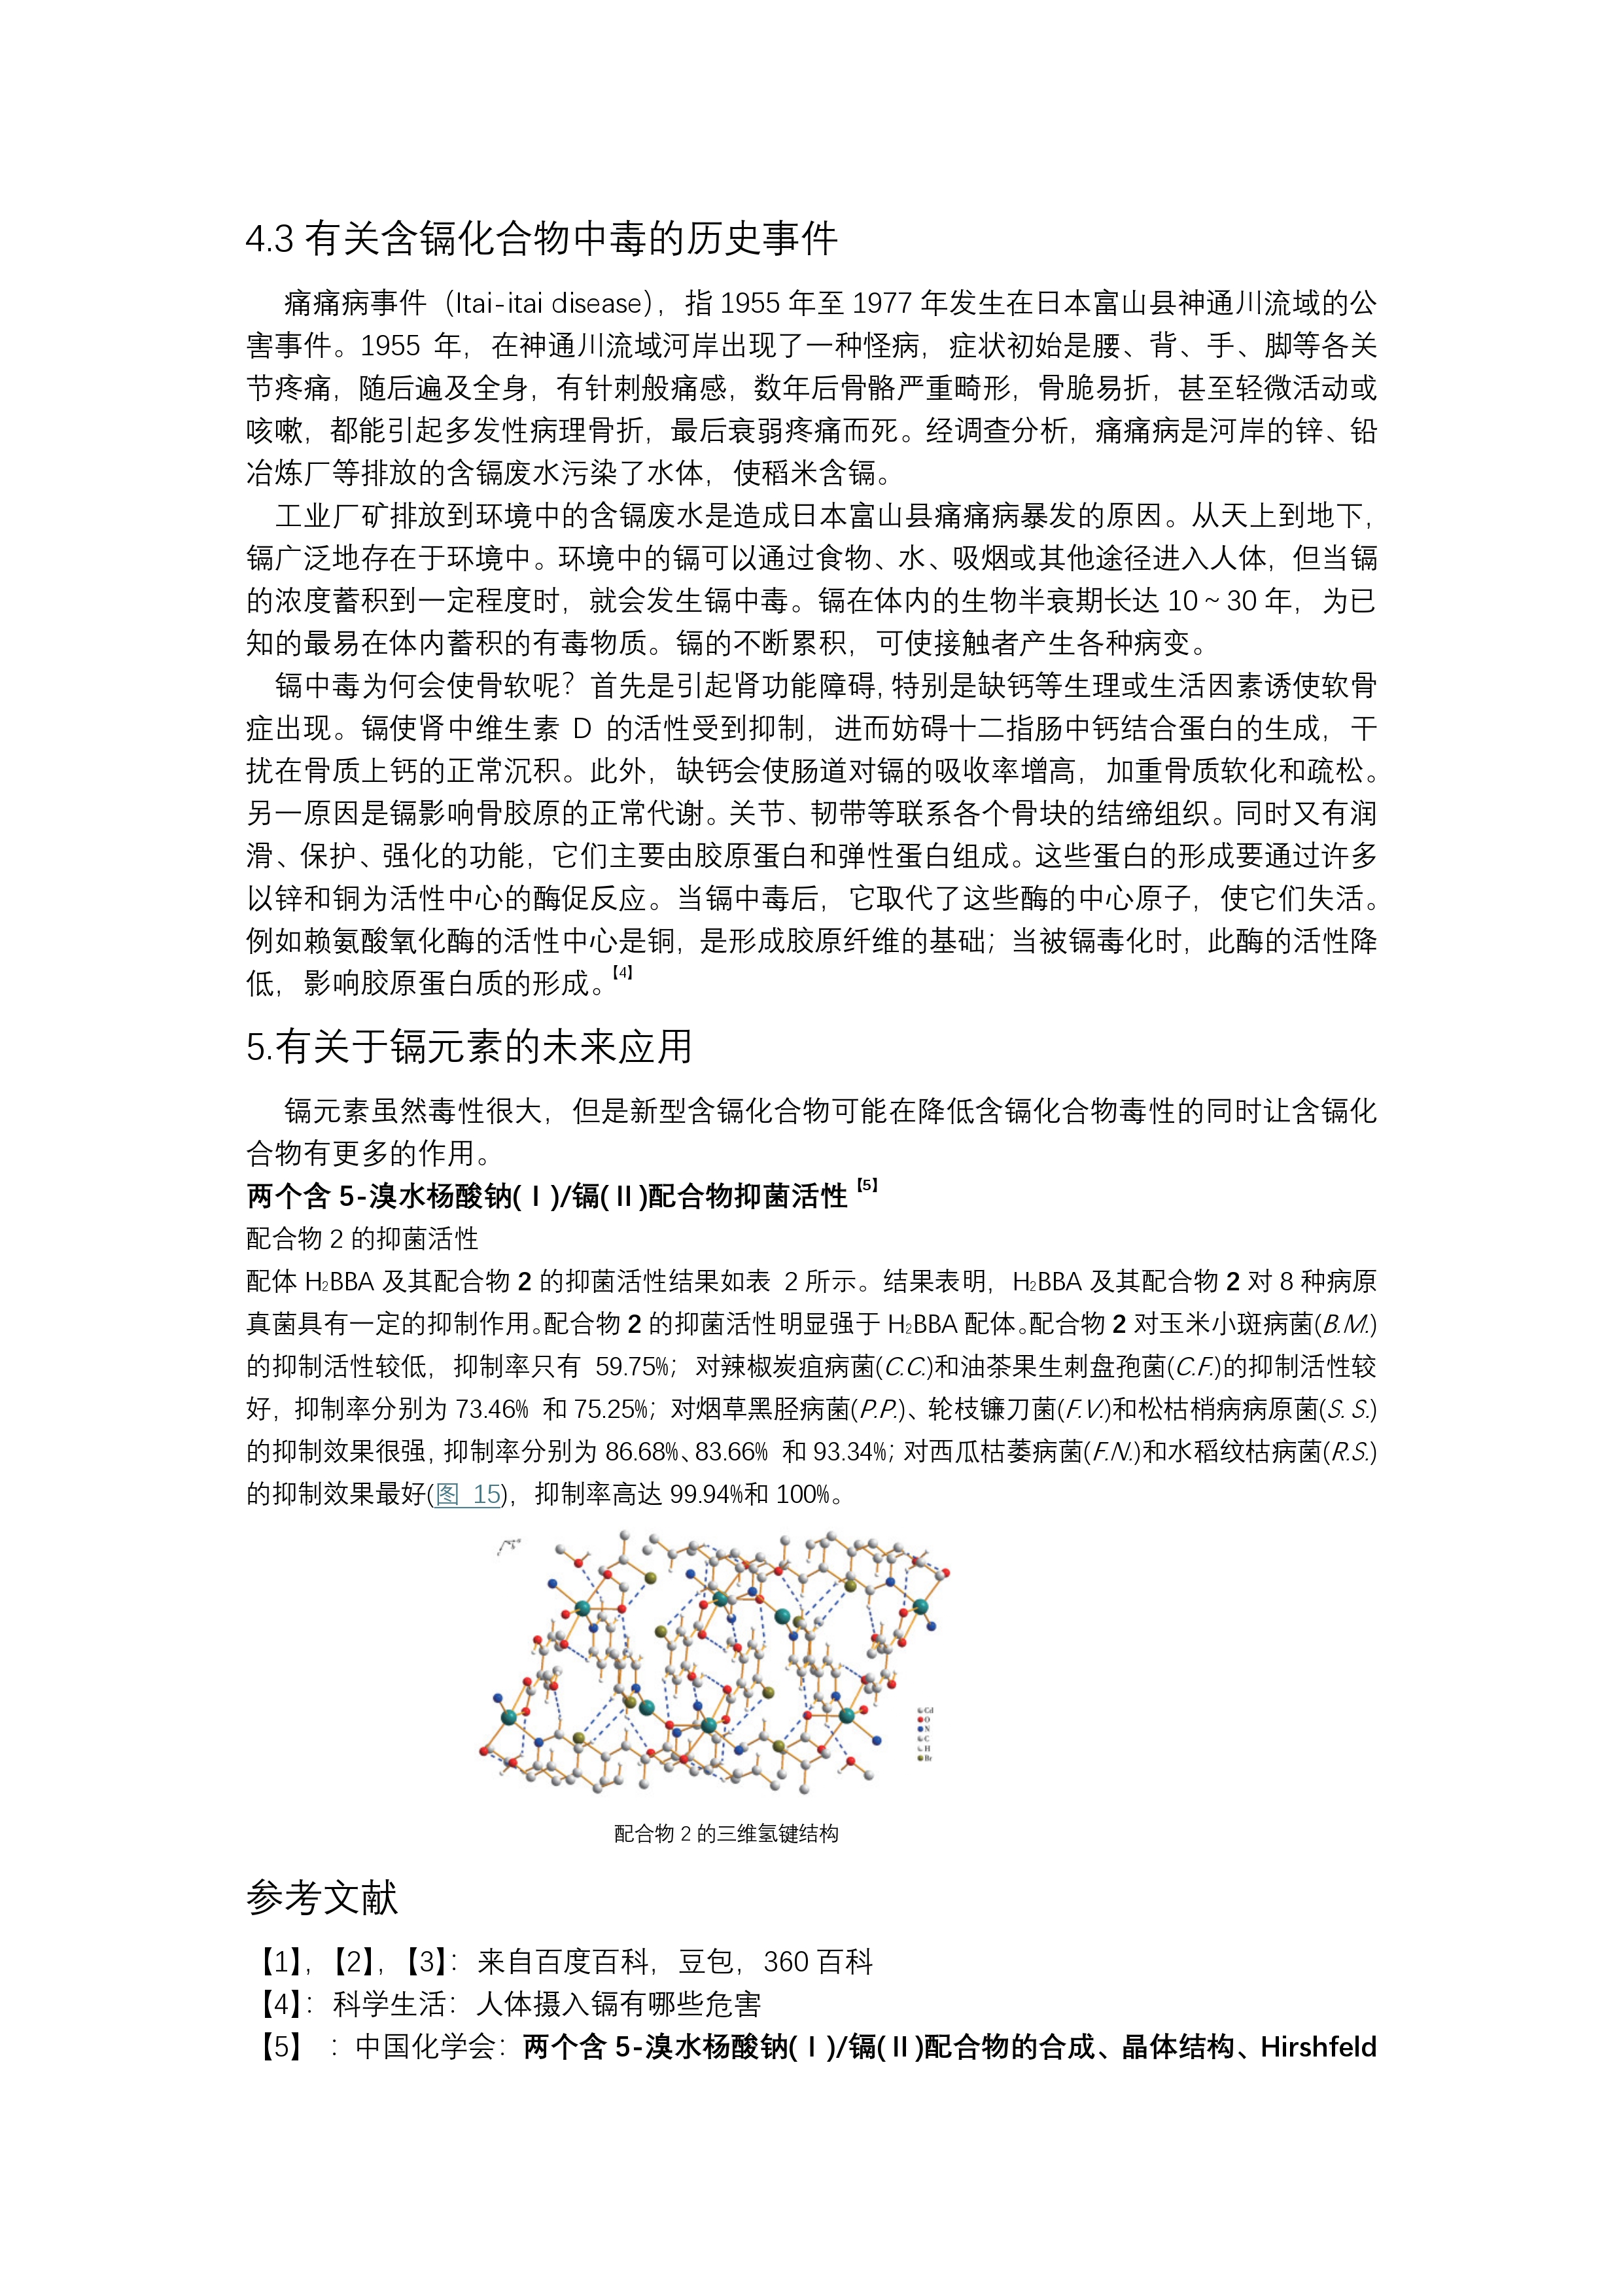 4.3 有关含镉化合物中毒的历史事件
痛痛病事件（Itai-itai disease），指 1955 年至 1977 年发生在日本富山县神通川流域的公
害事件。1955 年，在神通川流域河岸出现了一种怪病，症状初始是腰、背、手、脚等各关
节疼痛，随后遍及全身，有针刺般痛感，数年后骨骼严重畸形，骨脆易折，甚至轻微活动或
咳嗽，都能引起多发性病理骨折，最后衰弱疼痛而死。经调查分析，痛痛病是河岸的锌、铅
冶炼厂等排放的含镉废水污染了水体，使稻米含镉。
工业厂矿排放到环境中的含镉废水是造成日本富山县痛痛病暴发的原因。从天上到地下，
镉广泛地存在于环境中。环境中的镉可以通过食物、水、吸烟或其他途径进入人体，但当镉
的浓度蓄积到一定程度时，就会发生镉中毒。镉在体内的生物半衰期长达 10～30 年，为已
知的最易在体内蓄积的有毒物质。镉的不断累积，可使接触者产生各种病变。
镉中毒为何会使骨软呢？首先是引起肾功能障碍，特别是缺钙等生理或生活因素诱使软骨
症出现。镉使肾中维生素 D 的活性受到抑制，进而妨碍十二指肠中钙结合蛋白的生成，干
扰在骨质上钙的正常沉积。此外，缺钙会使肠道对镉的吸收率增高，加重骨质软化和疏松。
另一原因是镉影响骨胶原的正常代谢。关节、韧带等联系各个骨块的结缔组织。同时又有润
滑、保护、强化的功能，它们主要由胶原蛋白和弹性蛋白组成。这些蛋白的形成要通过许多
以锌和铜为活性中心的酶促反应。当镉中毒后，它取代了这些酶的中心原子，使它们失活。
例如赖氨酸氧化酶的活性中心是铜，是形成胶原纤维的基础；当被镉毒化时，此酶的活性降
低，影响胶原蛋白质的形成。【4】
5.有关于镉元素的未来应用
镉元素虽然毒性很大，但是新型含镉化合物可能在降低含镉化合物毒性的同时让含镉化
合物有更多的作用。
两个含 5-溴水杨酸钠(Ⅰ)/镉(Ⅱ)配合物抑菌活性【5】
配合物 2 的抑菌活性
配体 H₂BBA 及其配合物 2 的抑菌活性结果如表 2 所示。结果表明，H₂BBA 及其配合物 2 对 8 种病原
真菌具有一定的抑制作用。配合物 2 的抑菌活性明显强于 H₂BBA 配体。配合物 2 对玉米小斑病菌(B.M.)
的抑制活性较低，抑制率只有 59.75%；对辣椒炭疽病菌(C.C.)和油茶果生刺盘孢菌(C.F.)的抑制活性较
好，抑制率分别为 73.46% 和 75.25%；对烟草黑胫病菌(P.P.)、轮枝镰刀菌(F.V.)和松枯梢病病原菌(S. S.)
的抑制效果很强，抑制率分别为 86.68%、83.66% 和 93.34%；对西瓜枯萎病菌(F.N.)和水稻纹枯病菌(R.S.)
的抑制效果最好(图 15)，抑制率高达 99.94%和 100%。
Cd
O
N
C
H
Br
配合物 2 的三维氢键结构
参考文献
【1】，【2】，【3】：来自百度百科，豆包，360 百科
【4】：科学生活：人体摄入镉有哪些危害
【5】 ：中国化学会：两个含 5-溴水杨酸钠(Ⅰ)/镉(Ⅱ)配合物的合成、晶体结构、Hirshfeld